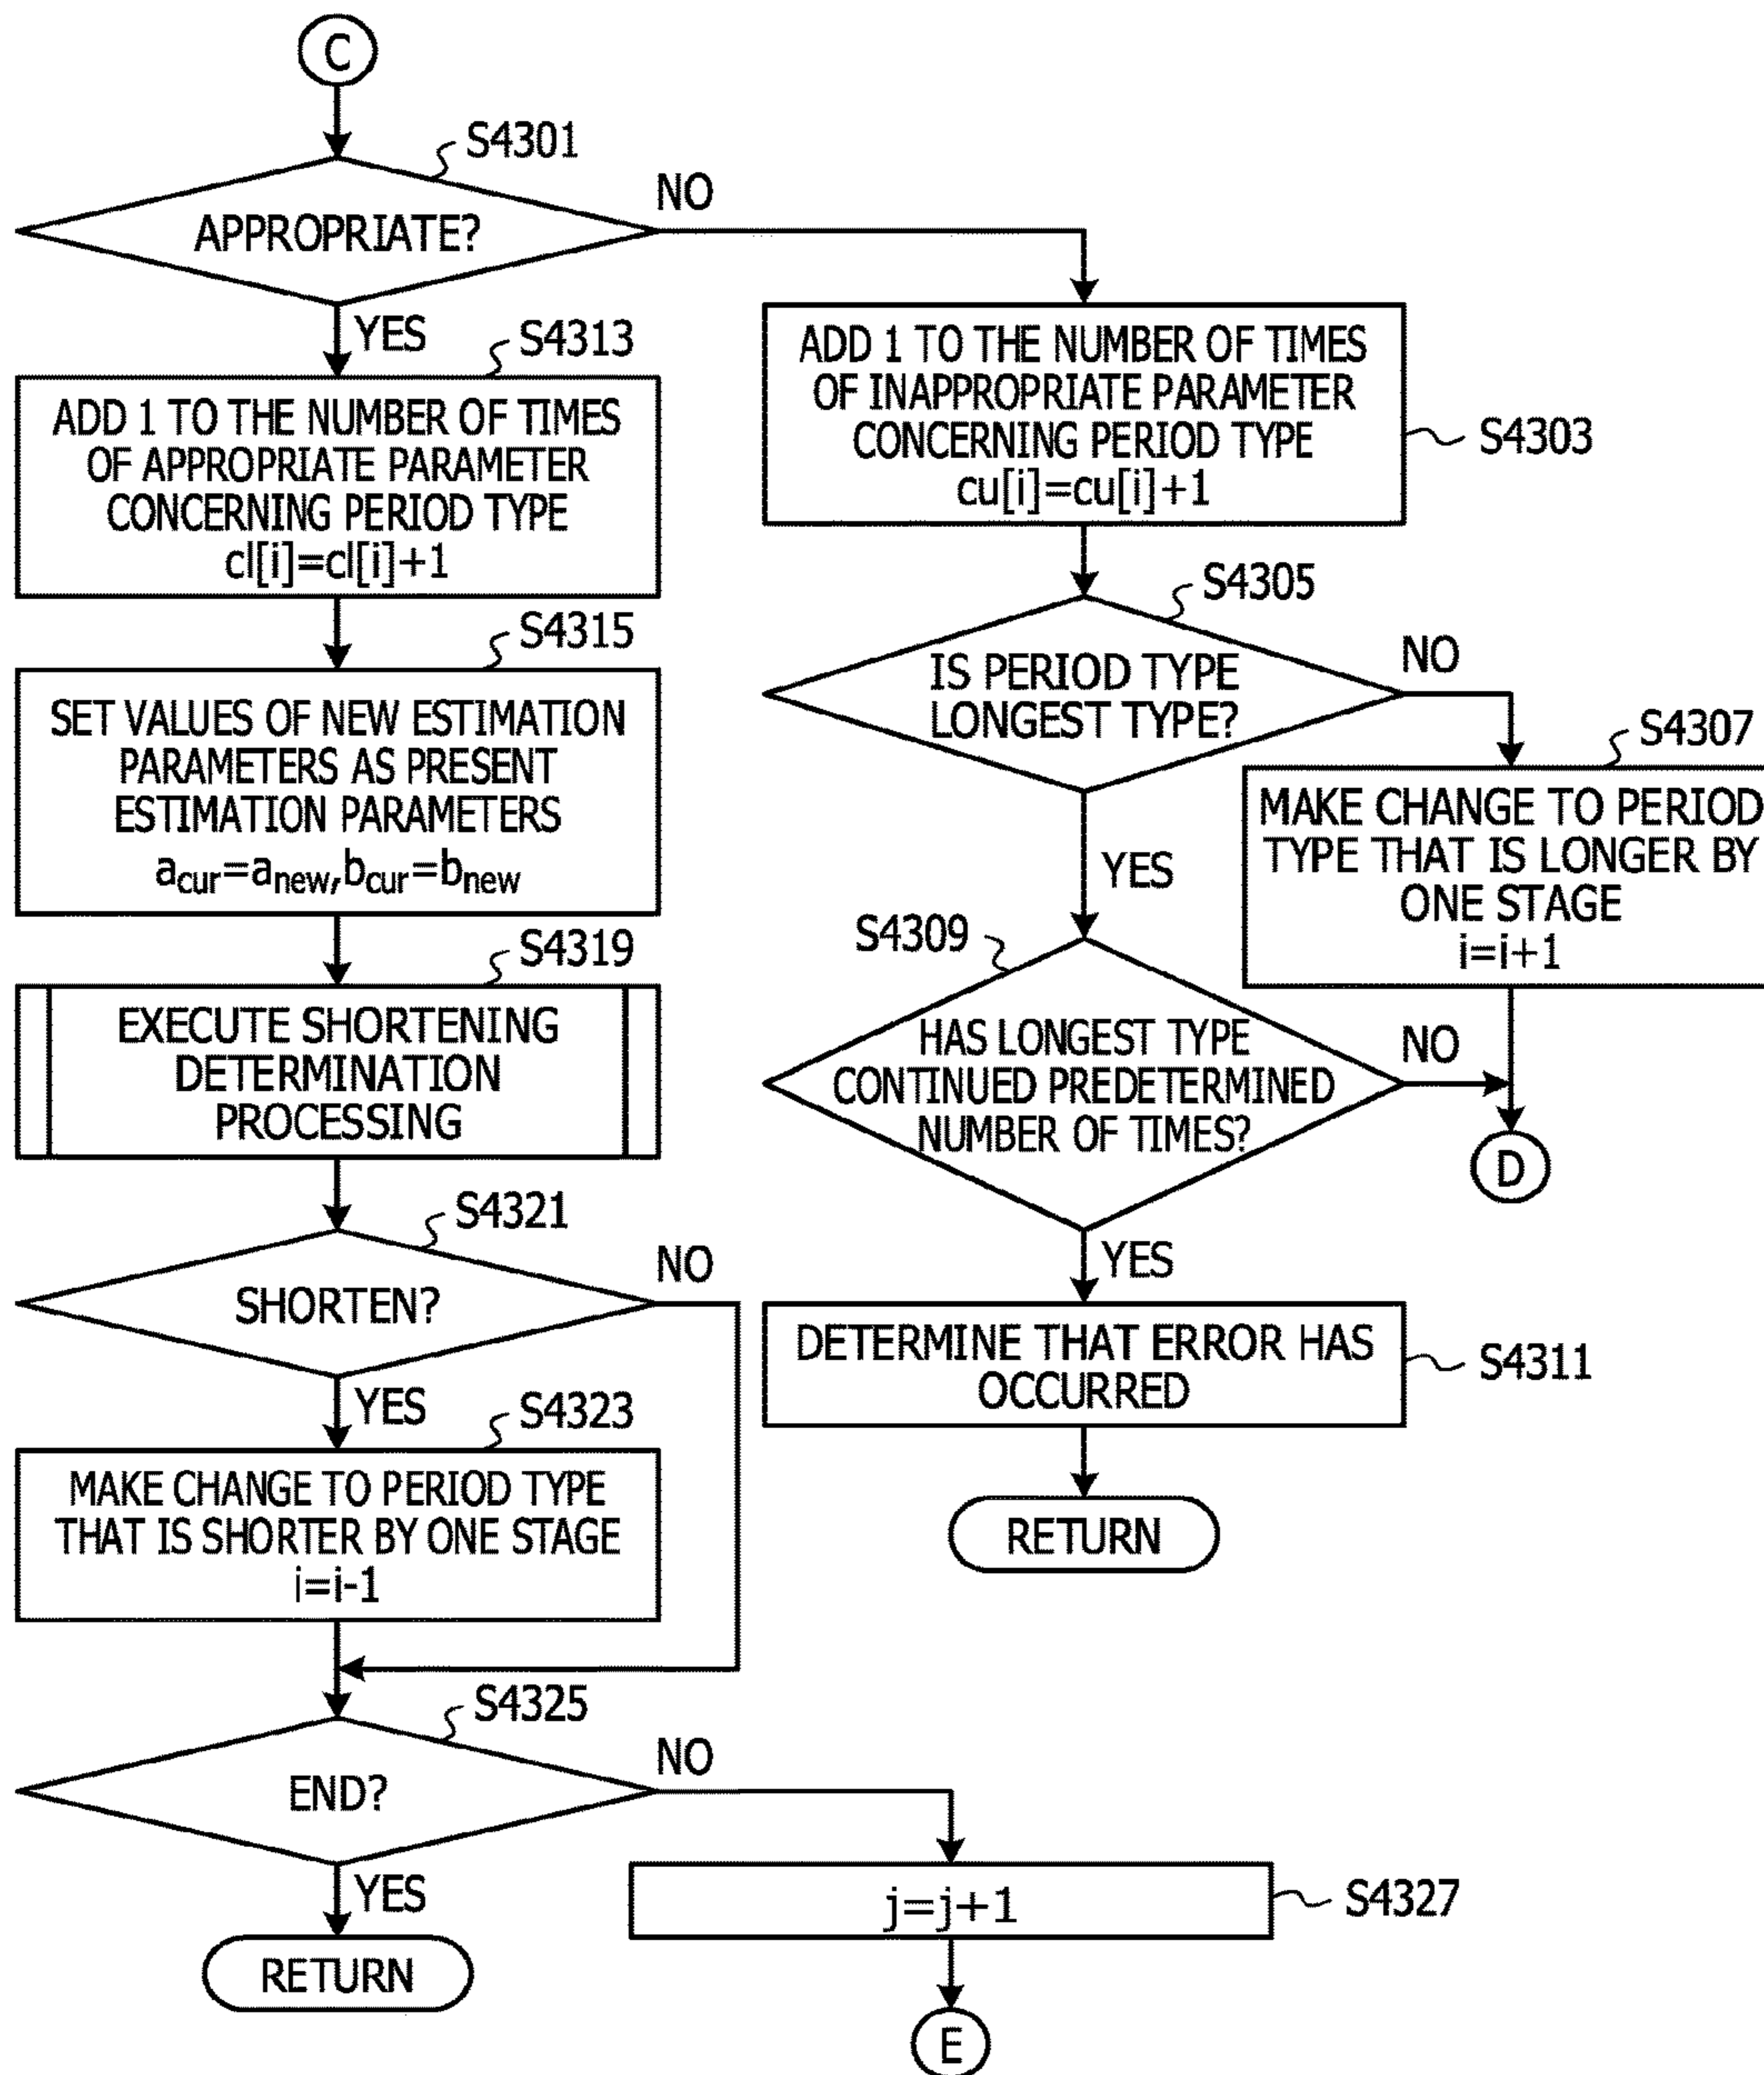 C
S4301
APPROPRIATE?
NO
YES
S4313
ADD 1 TO THE NUMBER OF TIMES
OF APPROPRIATE PARAMETER
CONCERNING PERIOD TYPE
cl[i]=cl[i]+1
S4315
SET VALUES OF NEW ESTIMATION
PARAMETERS AS PRESENT
ESTIMATION PARAMETERS
acur=anew,bcur=bnew
S4319
EXECUTE SHORTENING
DETERMINATION
PROCESSING
S4321
SHORTEN?
NO
YES
S4323
MAKE CHANGE TO PERIOD TYPE
THAT IS SHORTER BY ONE STAGE
i=i-1
S4325
END?
NO
YES
RETURN
j=j+1
S4327
E
ADD 1 TO THE NUMBER OF TIMES
OF INAPPROPRIATE PARAMETER
CONCERNING PERIOD TYPE
cu[i]=cu[i]+1
S4303
S4305
IS PERIOD TYPE
LONGEST TYPE?
NO
YES
S4307
MAKE CHANGE TO PERIOD
TYPE THAT IS LONGER BY
ONE STAGE
i=i+1
S4309
HAS LONGEST TYPE
CONTINUED PREDETERMINED
NUMBER OF TIMES?
NO
D
YES
DETERMINE THAT ERROR HAS
OCCURRED
S4311
RETURN